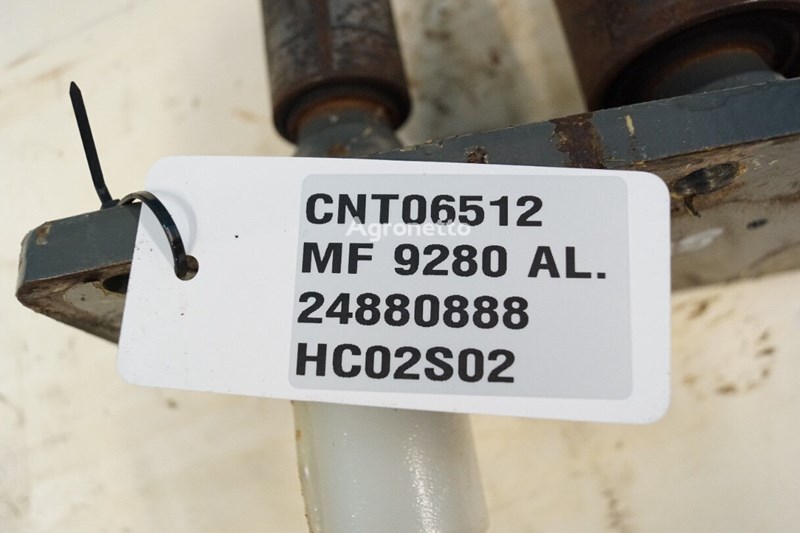 CNT06512
Agronetto
MF 9280 AL.
24880888
HC02S02